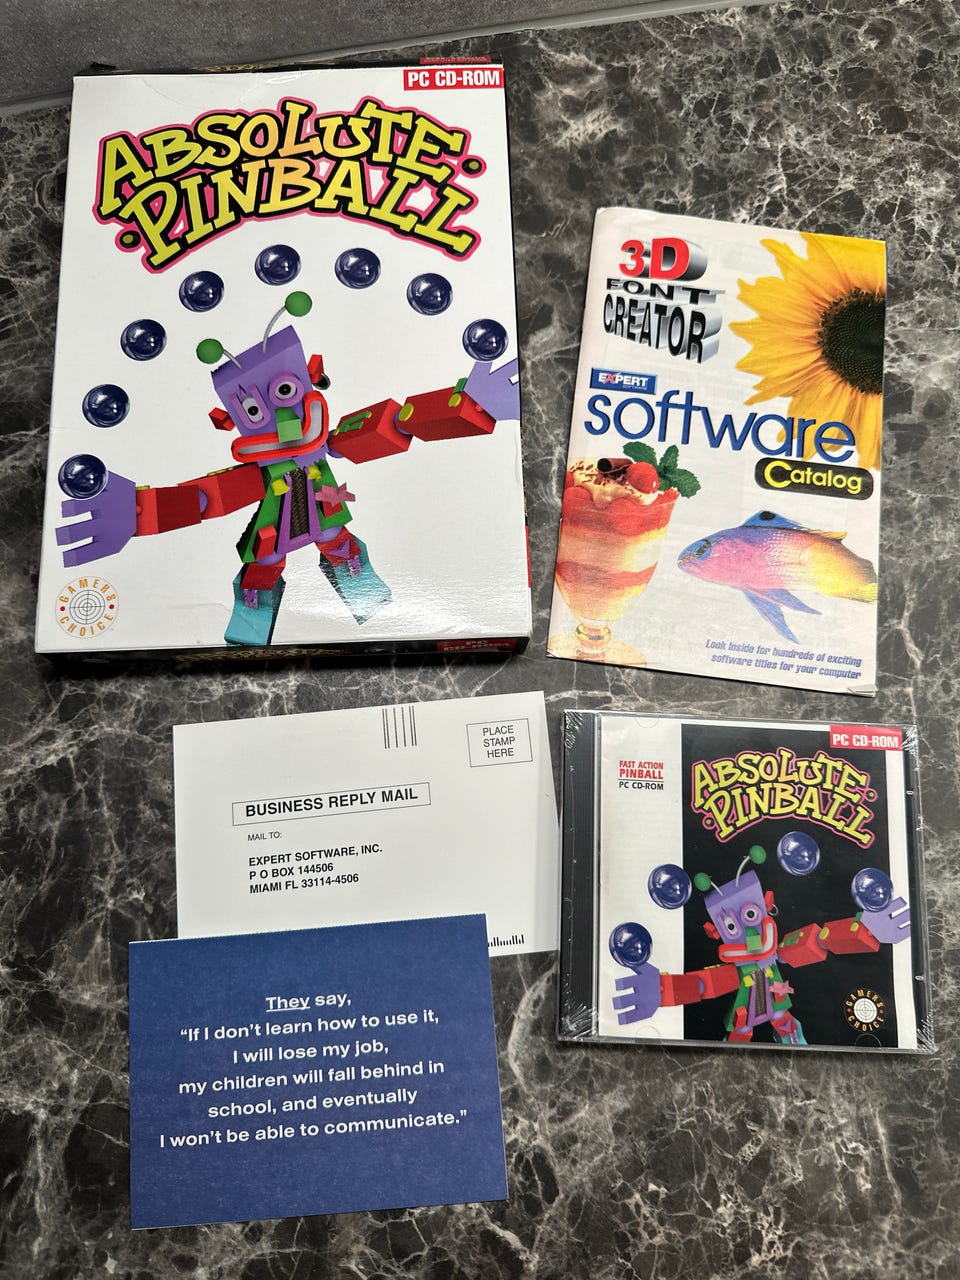 PC CD-ROM
ABSOLUTE
PINBALL
GAMERS
CHOICE
PC
CD-ROM
3D
FONT
CREATOR
EXPERT
SOFTWARE
software
Catalog
Look Inside for hundreds of exciting
software titles for your computer
PLACE
STAMP
HERE
BUSINESS REPLY MAIL
MAIL TO:
EXPERT SOFTWARE, INC.
P O BOX 144506
MIAMI FL 33114-4506
They say,
“If I don’t learn how to use it,
I will lose my job,
my children will fall behind in
school, and eventually
I won’t be able to communicate.”
PC CD-ROM
FAST ACTION
PINBALL
PC CD-ROM
ABSOLUTE
PINBALL
GAMERS
CHOICE